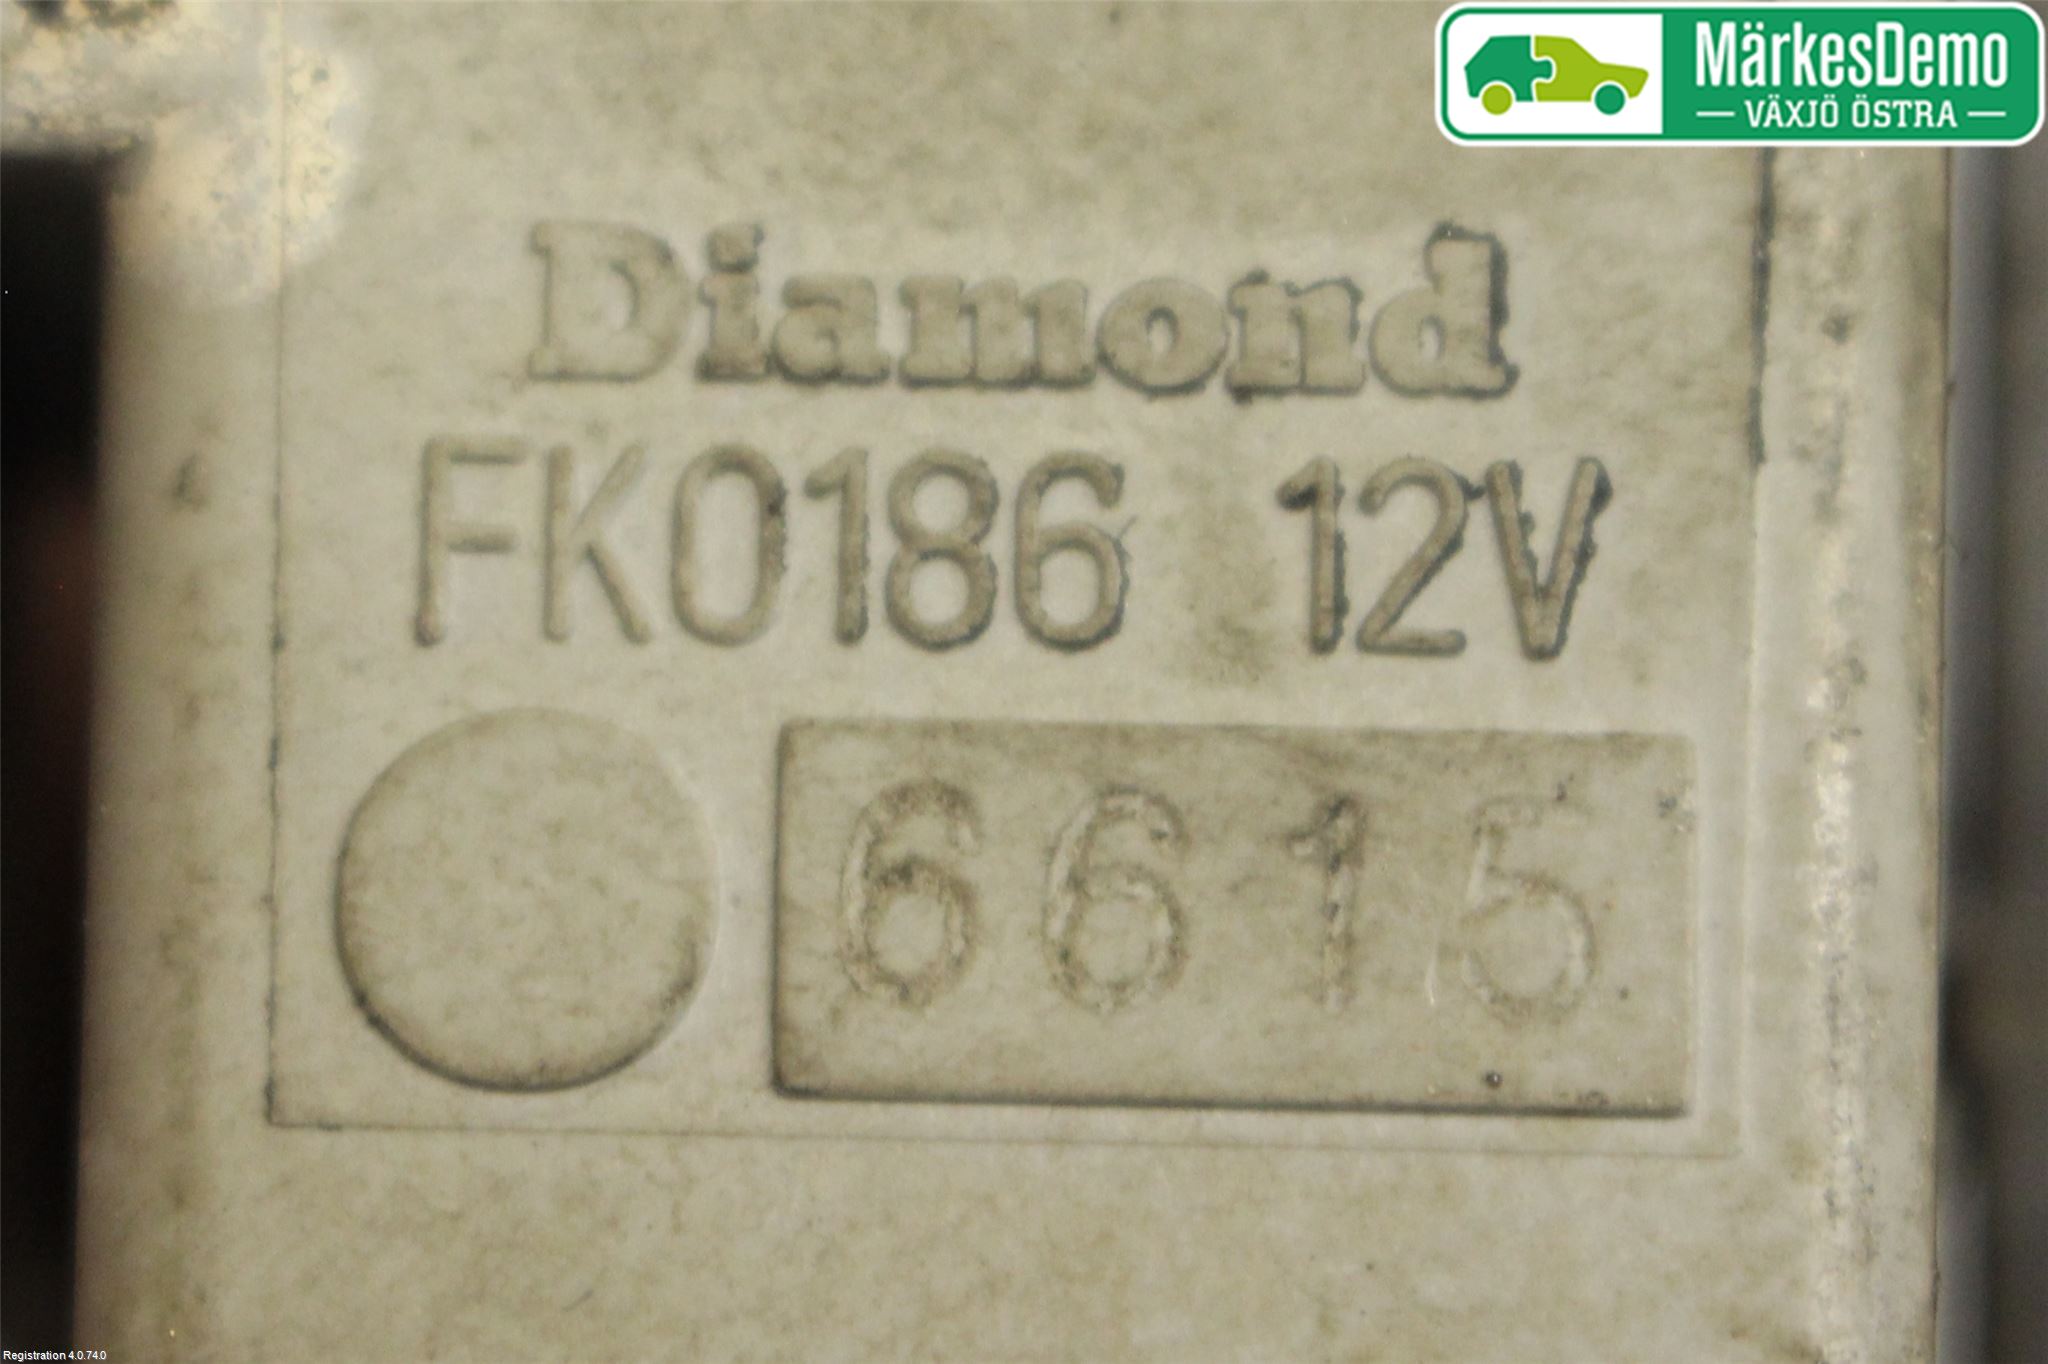 MärkesDemo
VÄXJÖ ÖSTRA
Diamond
FK0186 12V
6615
Registration 4.0.74.0